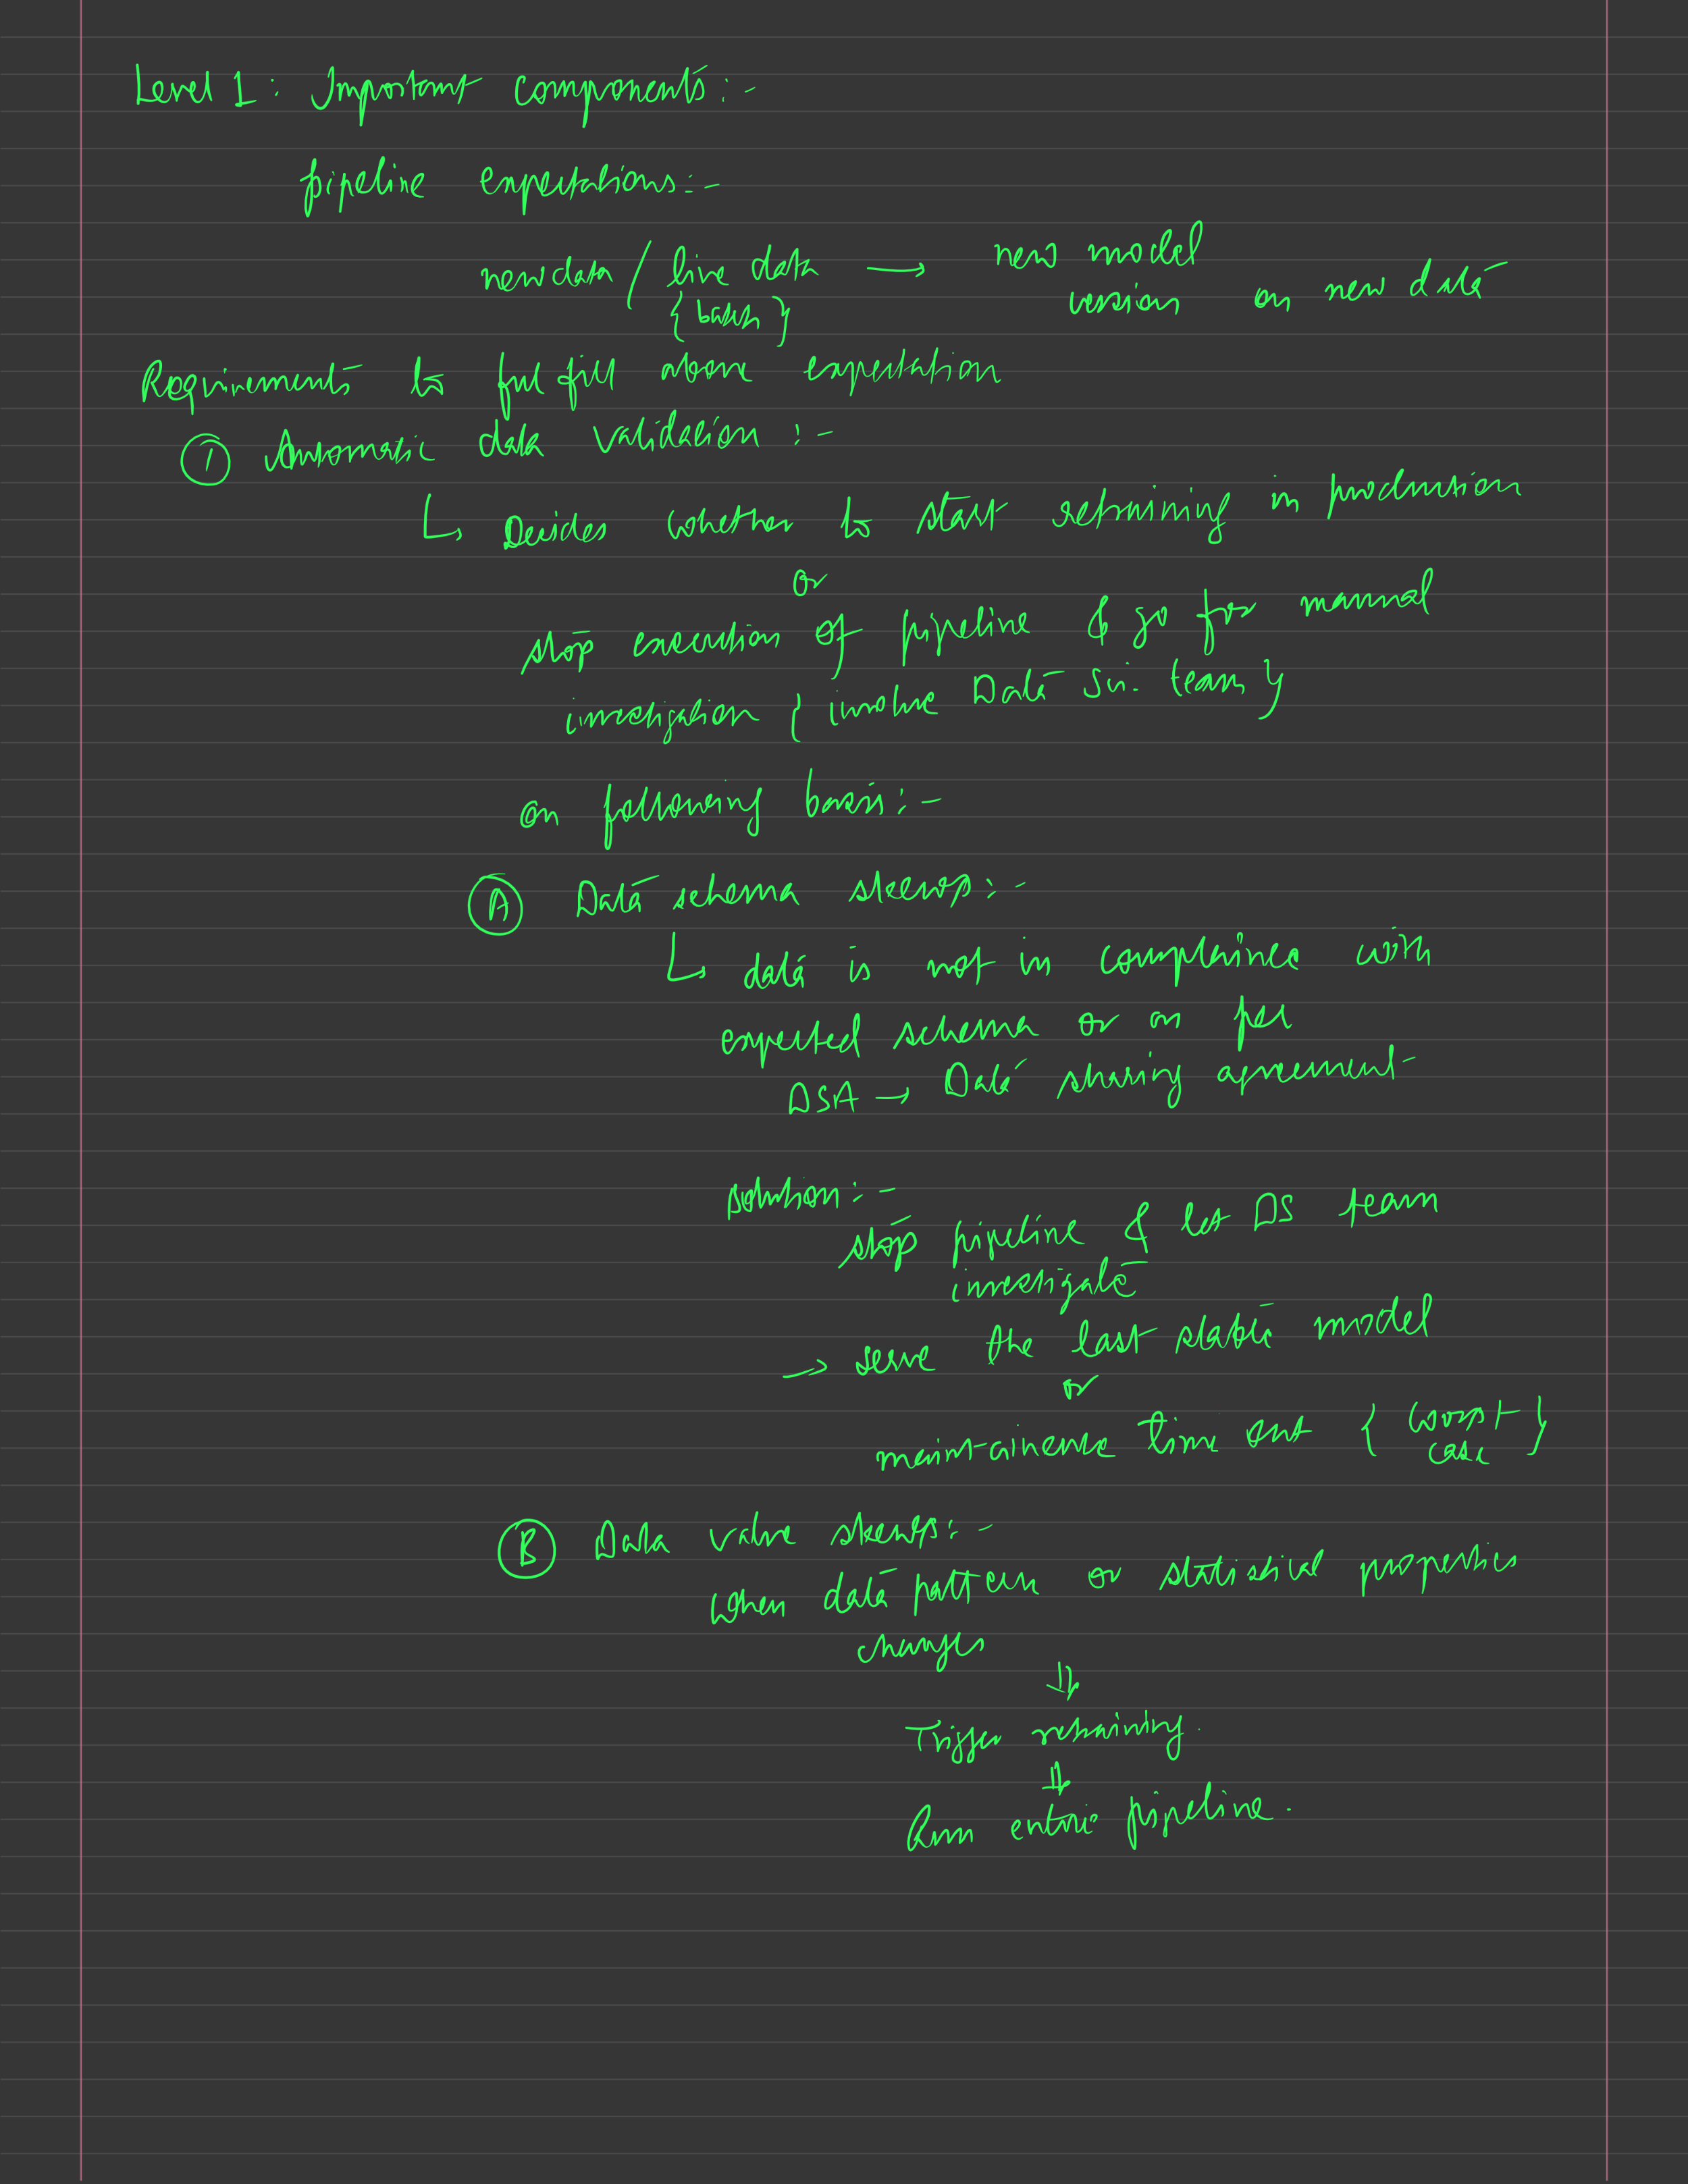 Level 1: Important components:-
pipeline expectations:-
new data / live data → new model
{batch} version on new data
Requirements to fulfill above expectation
① Automatic data validation :-
↳ Decides whether to start retraining in production
or
stop execution of pipeline & go for manual
investigation { involve Data Sci. team }
on following basis:-
Ⓐ Data schema skews:-
↳ data is not in complaince with
expected schema or as per
DSA → Data sharing agreement
solution:-
stop pipeline & let DS team
investigate
→ serve the last stable model
or
maintainence time out { worst
case }
Ⓑ Data value skews:-
when data pattern or statistical properties
changes
⇓
Trigger retraining.
⇓
Run entire pipeline.